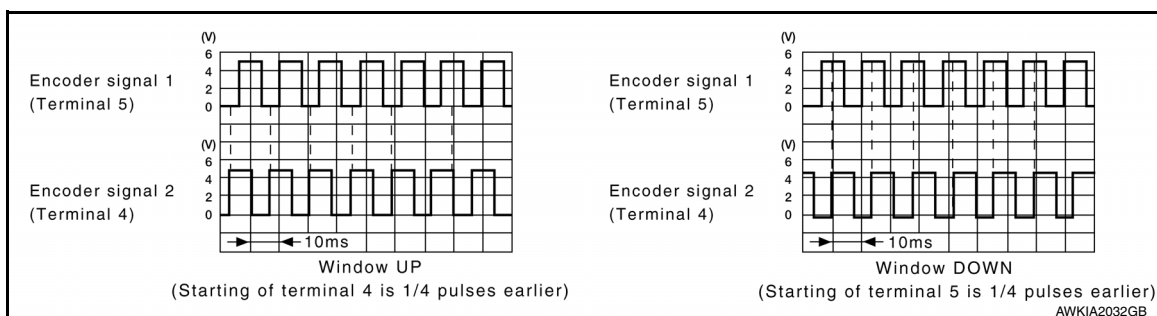 (V)
6
4
2
0
Encoder signal 1
(Terminal 5)
(V)
6
4
2
0
Encoder signal 2
(Terminal 4)
10ms
Window UP
(Starting of terminal 4 is 1/4 pulses earlier)
(V)
6
4
2
0
Encoder signal 1
(Terminal 5)
(V)
6
4
2
0
Encoder signal 2
(Terminal 4)
10ms
Window DOWN
(Starting of terminal 5 is 1/4 pulses earlier)
AWKIA2032GB